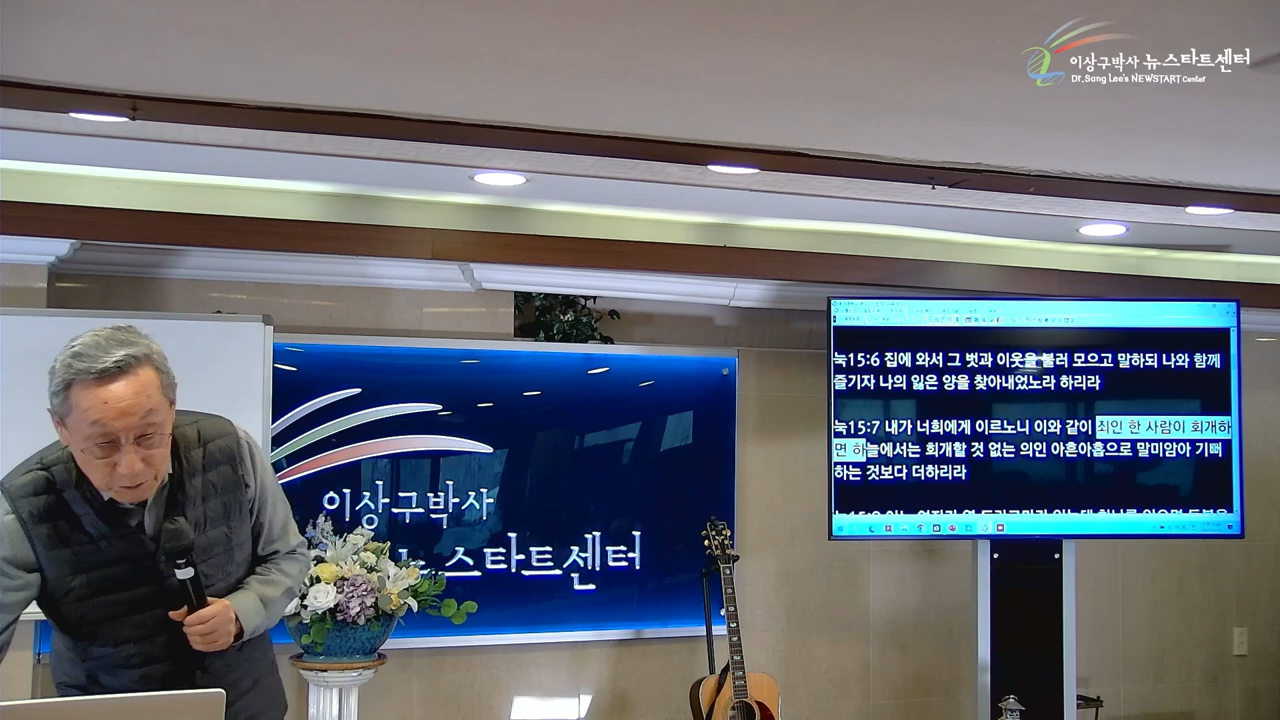 이상구박사 뉴스타트센터
Dr. Sang Lee's NEWSTART Center
이상구박사
뉴스타트센터
눅15:6 집에 와서 그 벗과 이웃을 불러 모으고 말하되 나와 함께
즐기자 나의 잃은 양을 찾아내었노라 하리라
눅15:7 내가 너희에게 이르노니 이와 같이 죄인 한 사람이 회개하
면 하늘에서는 회개할 것 없는 의인 아흔아홉으로 말미암아 기뻐
하는 것보다 더하리라